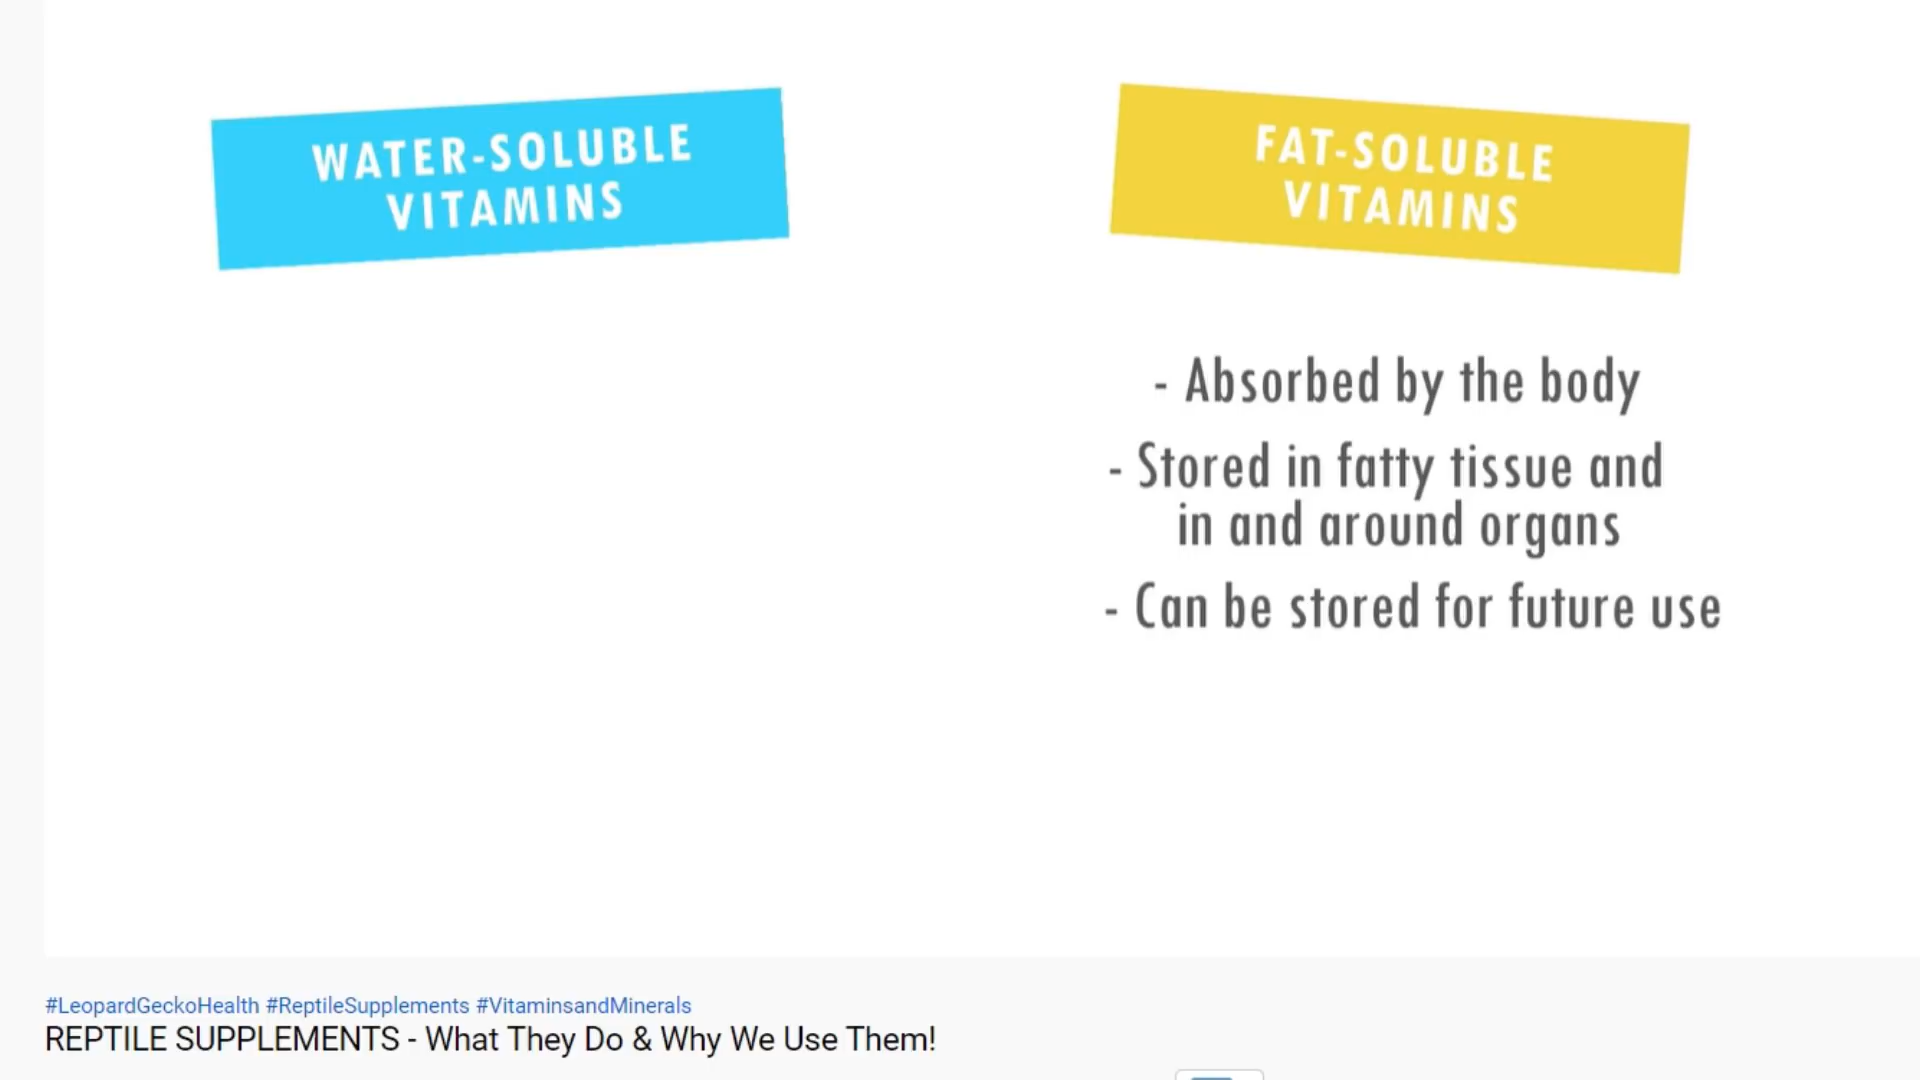 WATER-SOLUBLE
VITAMINS
FAT-SOLUBLE
VITAMINS
- Absorbed by the body
- Stored in fatty tissue and
in and around organs
- Can be stored for future use
#LeopardGeckoHealth #ReptileSupplements #VitaminsandMinerals
REPTILE SUPPLEMENTS - What They Do & Why We Use Them!